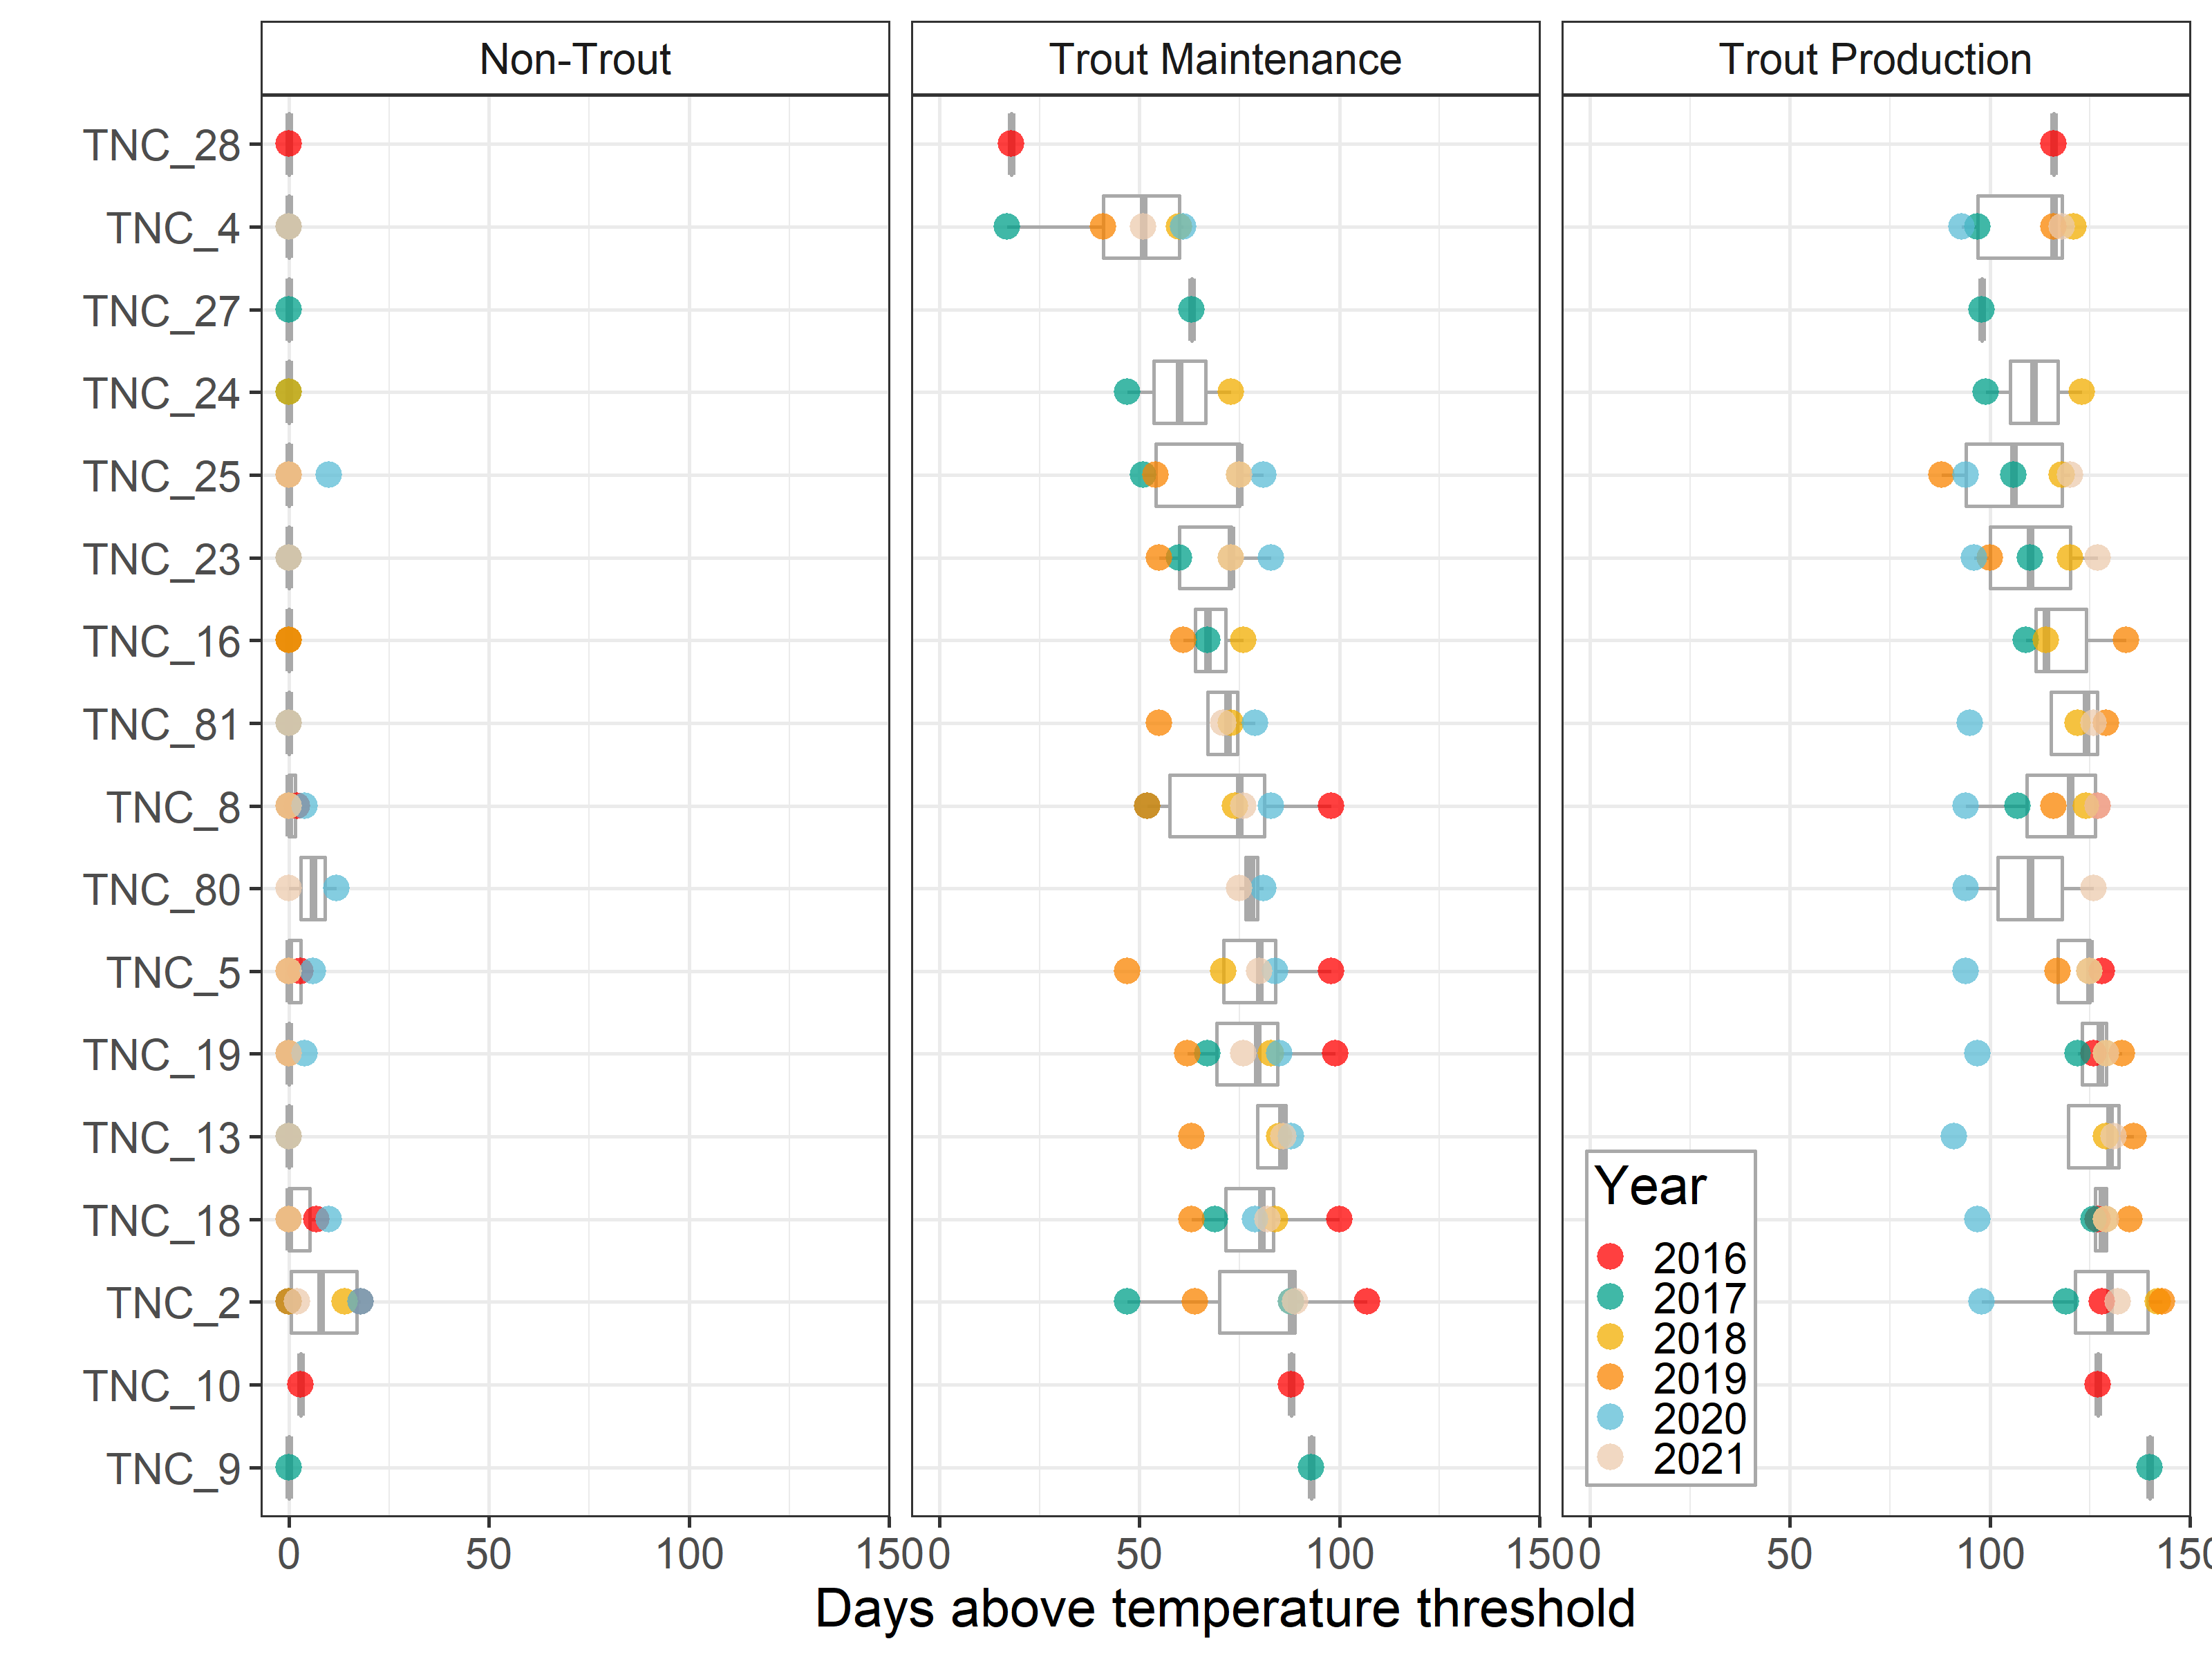 Non-Trout
Trout Maintenance
Trout Production
TNC_28
TNC_4
TNC_27
TNC_24
TNC_25
TNC_23
TNC_16
TNC_81
TNC_8
TNC_80
TNC_5
TNC_19
TNC_13
TNC_18
TNC_2
TNC_10
TNC_9
Year
2016
2017
2018
2019
2020
2021
0 50 100 150 0 50 100 150 0 50 100 150
Days above temperature threshold